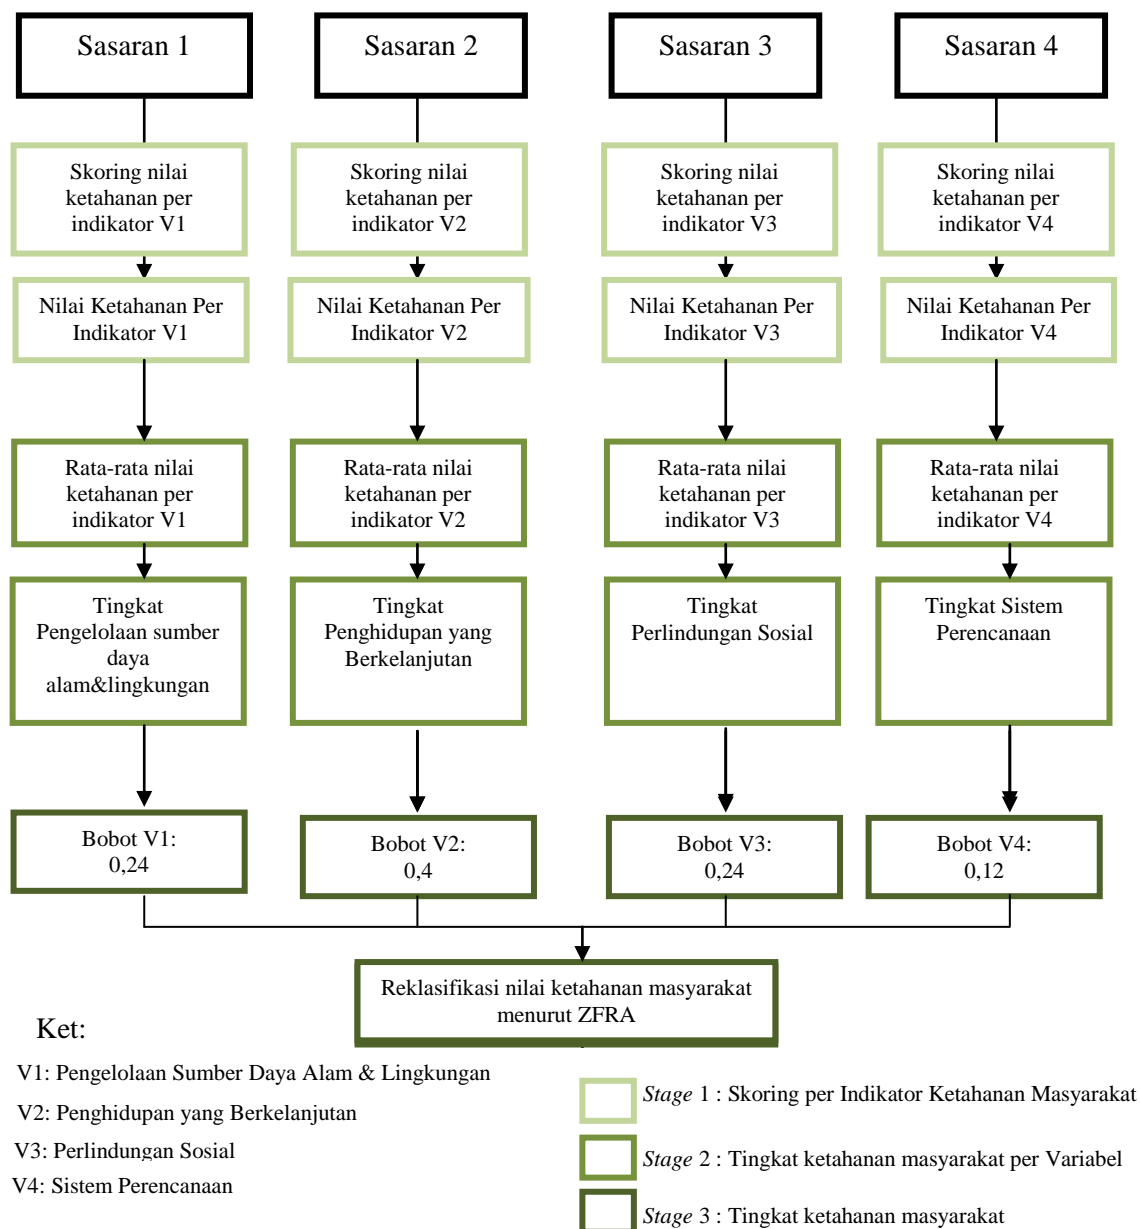 Sasaran 1
Sasaran 2
Sasaran 3
Sasaran 4
Skoring nilai
ketahanan per
indikator V1
Skoring nilai
ketahanan per
indikator V2
Skoring nilai
ketahanan per
indikator V3
Skoring nilai
ketahanan per
indikator V4
Nilai Ketahanan Per
Indikator V1
Nilai Ketahanan Per
Indikator V2
Nilai Ketahanan Per
Indikator V3
Nilai Ketahanan Per
Indikator V4
Rata-rata nilai
ketahanan per
indikator V1
Rata-rata nilai
ketahanan per
indikator V2
Rata-rata nilai
ketahanan per
indikator V3
Rata-rata nilai
ketahanan per
indikator V4
Tingkat
Pengelolaan sumber
daya
alam&lingkungan
Tingkat
Penghidupan yang
Berkelanjutan
Tingkat
Perlindungan Sosial
Tingkat Sistem
Perencanaan
Bobot V1:
0,24
Bobot V2:
0,4
Bobot V3:
0,24
Bobot V4:
0,12
Reklasifikasi nilai ketahanan masyarakat
menurut ZFRA
Ket:
V1: Pengelolaan Sumber Daya Alam & Lingkungan
V2: Penghidupan yang Berkelanjutan
V3: Perlindungan Sosial
V4: Sistem Perencanaan
Stage 1 : Skoring per Indikator Ketahanan Masyarakat
Stage 2 : Tingkat ketahanan masyarakat per Variabel
Stage 3 : Tingkat ketahanan masyarakat